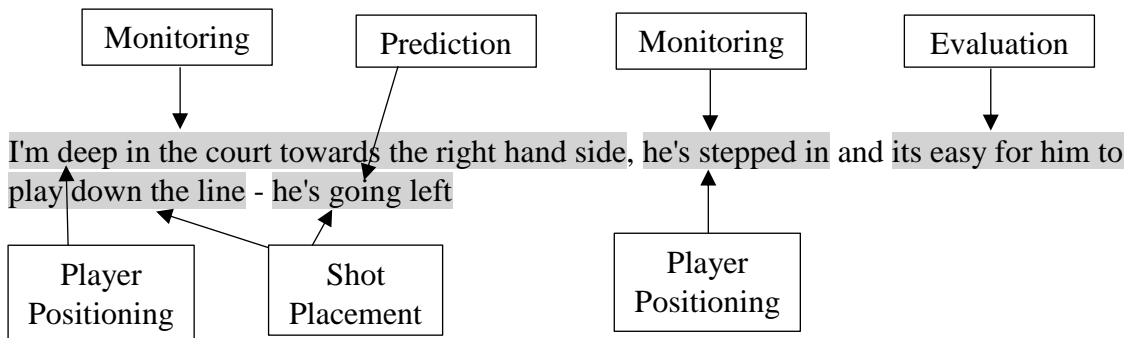 Monitoring
Prediction
Monitoring
Evaluation
I'm deep in the court towards the right hand side, he's stepped in and its easy for him to
play down the line - he's going left
Player
Positioning
Shot
Placement
Player
Positioning